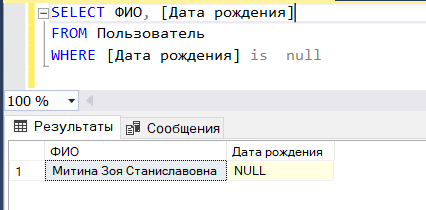 SELECT ФИО, [Дата рождения]
FROM Пользователь
WHERE [Дата рождения] is  null
100 %
Результаты Сообщения
ФИО Дата рождения
1 Митина Зоя Станиславовна NULL